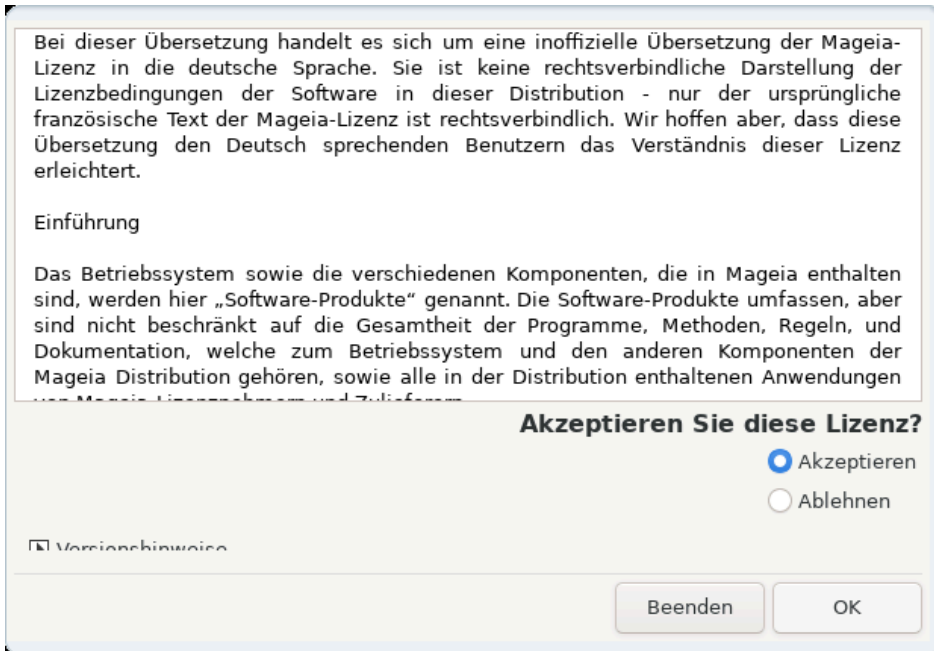 Bei dieser Übersetzung handelt es sich um eine inoffizielle Übersetzung der Mageia-
Lizenz in die deutsche Sprache. Sie ist keine rechtsverbindliche Darstellung der
Lizenzbedingungen der Software in dieser Distribution - nur der ursprüngliche
französische Text der Mageia-Lizenz ist rechtsverbindlich. Wir hoffen aber, dass diese
Übersetzung den Deutsch sprechenden Benutzern das Verständnis dieser Lizenz
erleichtert.
Einführung
Das Betriebssystem sowie die verschiedenen Komponenten, die in Mageia enthalten
sind, werden hier „Software-Produkte“ genannt. Die Software-Produkte umfassen, aber
sind nicht beschränkt auf die Gesamtheit der Programme, Methoden, Regeln, und
Dokumentation, welche zum Betriebssystem und den anderen Komponenten der
Mageia Distribution gehören, sowie alle in der Distribution enthaltenen Anwendungen
von Mageia-Lizenznehmern und Zulieferern.
Akzeptieren Sie diese Lizenz?
Akzeptieren
Ablehnen
Versionshinweise
Beenden
OK